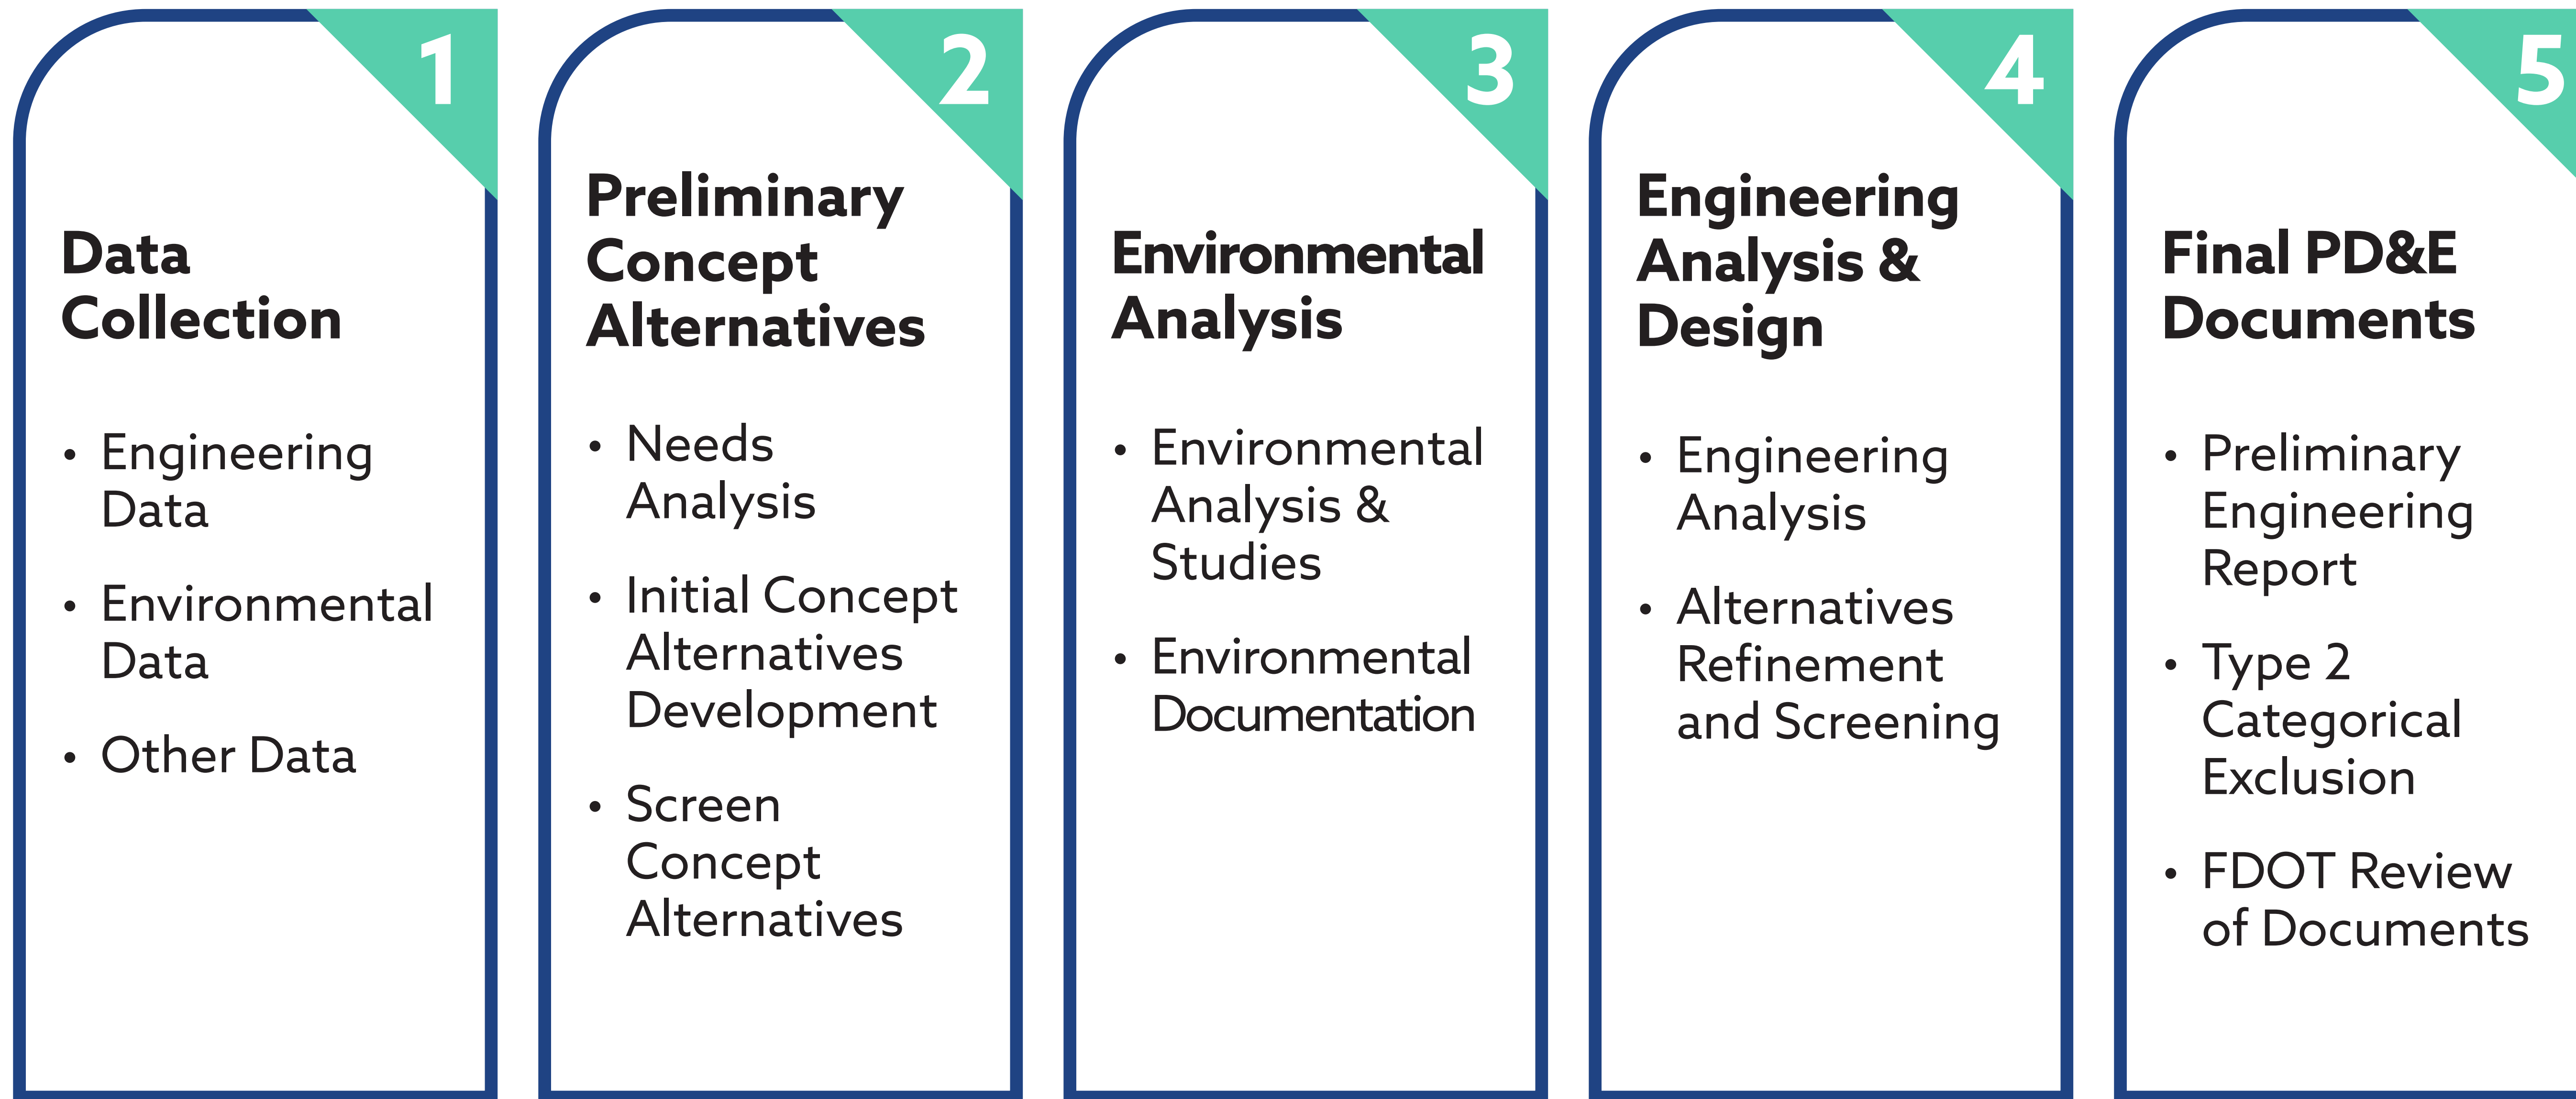 1
Data
Collection
• Engineering
Data
• Environmental
Data
• Other Data
2
Preliminary
Concept
Alternatives
• Needs
Analysis
• Initial Concept
Alternatives
Development
• Screen
Concept
Alternatives
3
Environmental
Analysis
• Environmental
Analysis &
Studies
• Environmental
Documentation
4
Engineering
Analysis &
Design
• Engineering
Analysis
• Alternatives
Refinement
and Screening
5
Final PD&E
Documents
• Preliminary
Engineering
Report
• Type 2
Categorical
Exclusion
• FDOT Review
of Documents